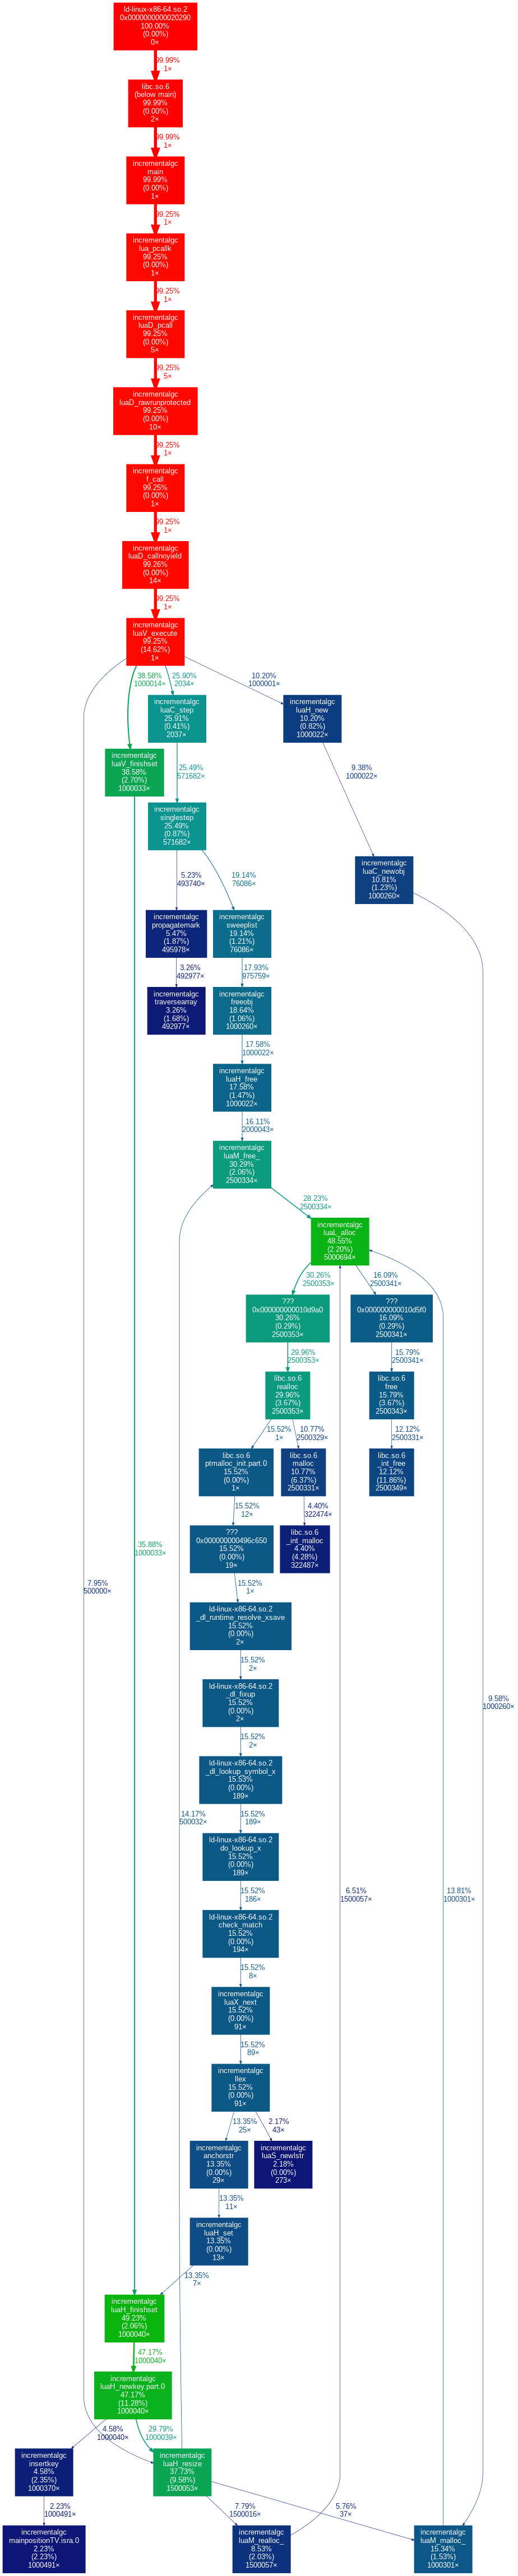 ld-linux-x86-64.so.2
0x0000000000020290
100.00%
(0.00%)
0×
99.99%
1×
libc.so.6
(below main)
99.99%
(0.00%)
2×
99.99%
1×
incrementalgc
main
99.99%
(0.00%)
1×
99.25%
1×
incrementalgc
lua_pcallk
99.25%
(0.00%)
1×
99.25%
1×
incrementalgc
luaD_pcall
99.25%
(0.00%)
5×
99.25%
5×
incrementalgc
luaD_rawrunprotected
99.25%
(0.00%)
10×
99.25%
1×
incrementalgc
f_call
99.25%
(0.00%)
1×
99.25%
1×
incrementalgc
luaD_callnoyield
99.26%
(0.00%)
14×
99.25%
1×
incrementalgc
luaV_execute
99.25%
(14.62%)
1×
38.58%
1000014×
25.90%
2034×
10.20%
1000001×
incrementalgc
luaC_step
25.91%
(0.41%)
2037×
incrementalgc
luaH_new
10.20%
(0.82%)
1000022×
incrementalgc
luaV_finishset
38.58%
(2.70%)
1000033×
25.49%
571682×
9.38%
1000022×
incrementalgc
singlestep
25.49%
(0.87%)
571682×
incrementalgc
luaC_newobj
10.81%
(1.23%)
1000260×
5.23%
493740×
19.14%
76086×
incrementalgc
propagatemark
5.47%
(1.87%)
495978×
incrementalgc
sweeplist
19.14%
(1.21%)
76086×
3.26%
492977×
17.93%
975759×
incrementalgc
traversearray
3.26%
(1.68%)
492977×
incrementalgc
freeobj
18.64%
(1.06%)
1000260×
17.58%
1000022×
incrementalgc
luaH_free
17.58%
(1.47%)
1000022×
16.11%
2000043×
incrementalgc
luaM_free_
30.29%
(2.06%)
2500334×
28.23%
2500334×
incrementalgc
luaL_alloc
48.55%
(2.20%)
5000694×
30.26%
2500353×
16.09%
2500341×
???
0x000000000010d9a0
30.26%
(0.29%)
2500353×
???
0x000000000010d5f0
16.09%
(0.29%)
2500341×
29.96%
2500353×
15.79%
2500341×
libc.so.6
realloc
29.96%
(3.67%)
2500353×
libc.so.6
free
15.79%
(3.67%)
2500343×
15.52%
1×
10.77%
2500329×
12.12%
2500331×
libc.so.6
ptmalloc_init.part.0
15.52%
(0.00%)
1×
libc.so.6
malloc
10.77%
(6.37%)
2500331×
libc.so.6
_int_free
12.12%
(11.86%)
2500349×
15.52%
12×
4.40%
322474×
???
0x000000000496c650
15.52%
(0.00%)
19×
libc.so.6
_int_malloc
4.40%
(4.28%)
322487×
35.88%
1000033×
7.95%
500000×
15.52%
1×
ld-linux-x86-64.so.2
_dl_runtime_resolve_xsave
15.52%
(0.00%)
2×
15.52%
2×
ld-linux-x86-64.so.2
_dl_fixup
15.52%
(0.00%)
2×
9.58%
1000260×
15.52%
2×
ld-linux-x86-64.so.2
_dl_lookup_symbol_x
15.53%
(0.00%)
189×
14.17%
500032×
15.52%
189×
ld-linux-x86-64.so.2
do_lookup_x
15.52%
(0.00%)
189×
6.51%
1500057×
13.81%
1000301×
15.52%
186×
ld-linux-x86-64.so.2
check_match
15.52%
(0.00%)
194×
15.52%
8×
incrementalgc
luaX_next
15.52%
(0.00%)
91×
15.52%
89×
incrementalgc
llex
15.52%
(0.00%)
91×
13.35%
25×
2.17%
43×
incrementalgc
anchorstr
13.35%
(0.00%)
29×
incrementalgc
luaS_newlstr
2.18%
(0.00%)
273×
13.35%
11×
incrementalgc
luaH_set
13.35%
(0.00%)
13×
13.35%
7×
incrementalgc
luaH_finishset
49.23%
(2.06%)
1000040×
47.17%
1000040×
incrementalgc
luaH_newkey.part.0
47.17%
(11.28%)
1000040×
4.58%
1000040×
29.79%
1000039×
incrementalgc
insertkey
4.58%
(2.35%)
1000370×
incrementalgc
luaH_resize
37.73%
(9.58%)
1500053×
2.23%
1000491×
7.79%
1500016×
5.76%
37×
incrementalgc
mainpositionTV.isra.0
2.23%
(2.23%)
1000491×
incrementalgc
luaM_realloc_
8.53%
(2.03%)
1500057×
incrementalgc
luaM_malloc_
15.34%
(1.53%)
1000301×